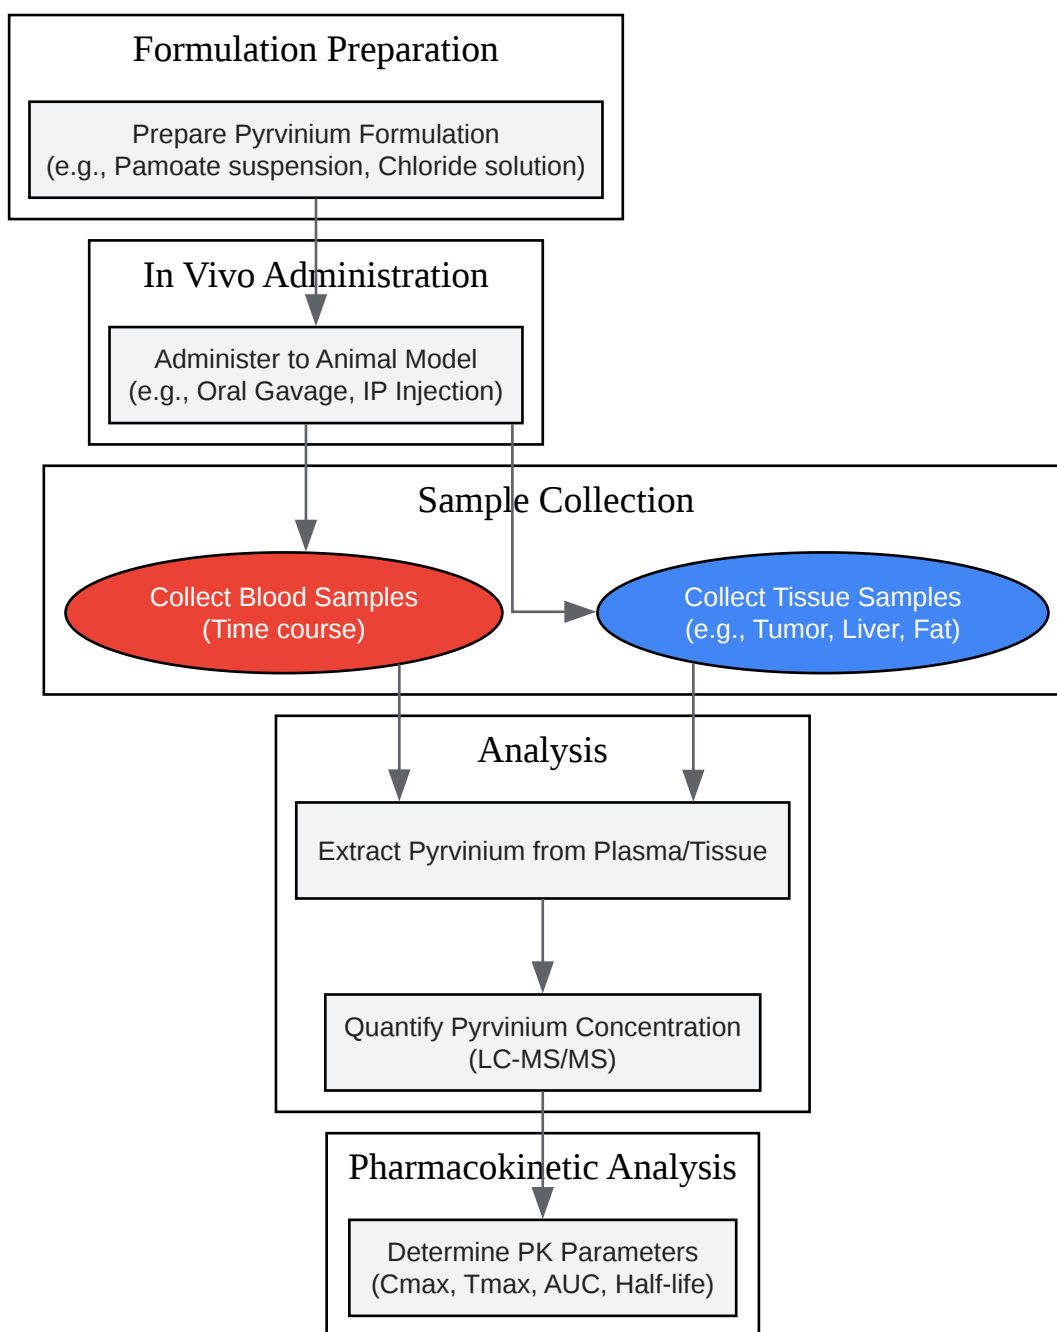 Formulation Preparation
Prepare Pyrvinium Formulation
(e.g., Pamoate suspension, Chloride solution)
In Vivo Administration
Administer to Animal Model
(e.g., Oral Gavage, IP Injection)
Sample Collection
Collect Blood Samples
(Time course)
Collect Tissue Samples
(e.g., Tumor, Liver, Fat)
Analysis
Extract Pyrvinium from Plasma/Tissue
Quantify Pyrvinium Concentration
(LC-MS/MS)
Pharmacokinetic Analysis
Determine PK Parameters
(Cmax, Tmax, AUC, Half-life)